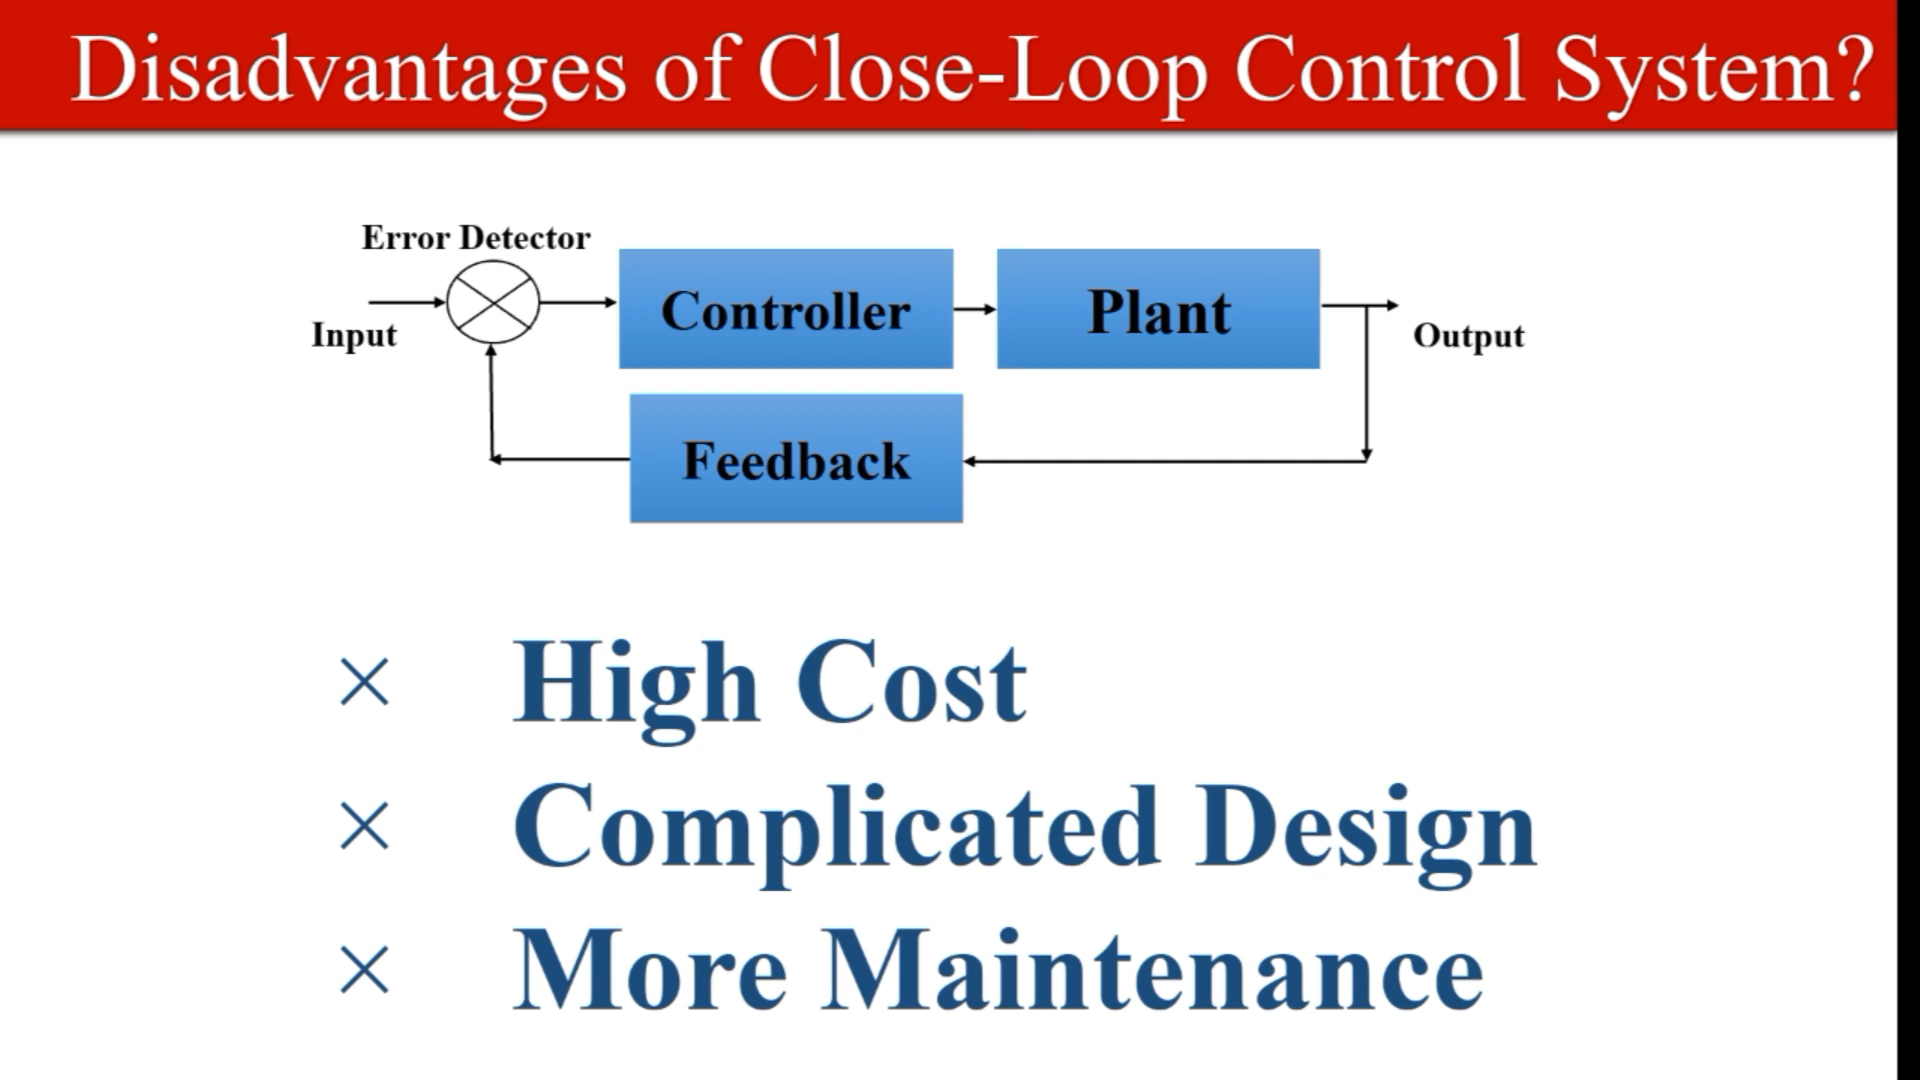 Disadvantages of Close-Loop Control System?
Error Detector
Input
Controller
Plant
Output
Feedback
× High Cost
× Complicated Design
× More Maintenance